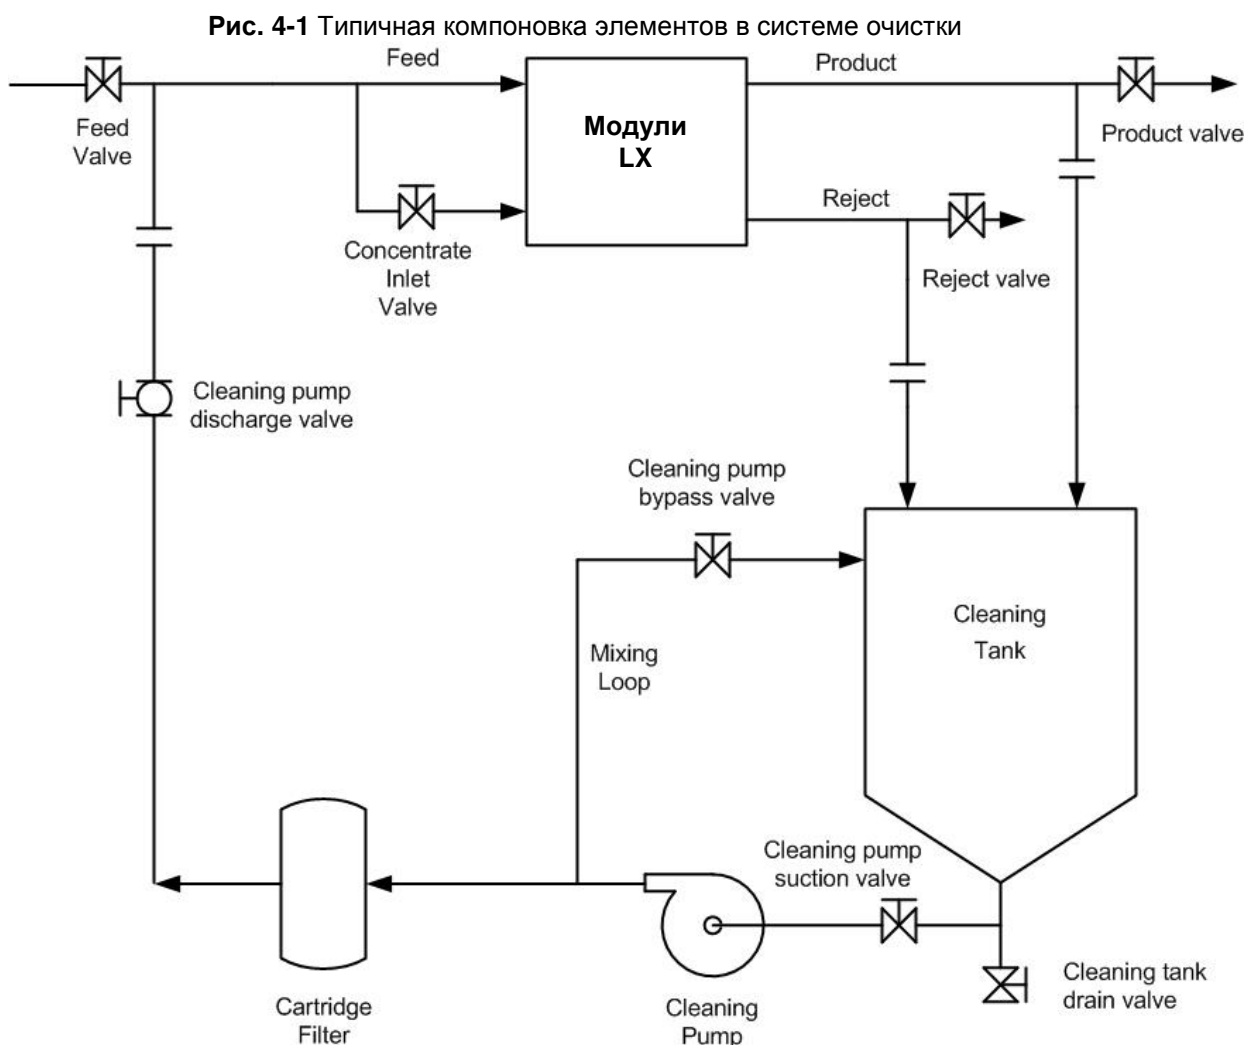 Рис. 4-1 Типичная компоновка элементов в системе очистки
Feed
Product
Feed
Valve
Модули
LX
Product valve
Concentrate
Inlet
Valve
Reject
Reject valve
Cleaning pump
discharge valve
Cleaning pump
bypass valve
Mixing
Loop
Cleaning
Tank
Cleaning pump
suction valve
Cartridge
Filter
Cleaning
Pump
Cleaning tank
drain valve